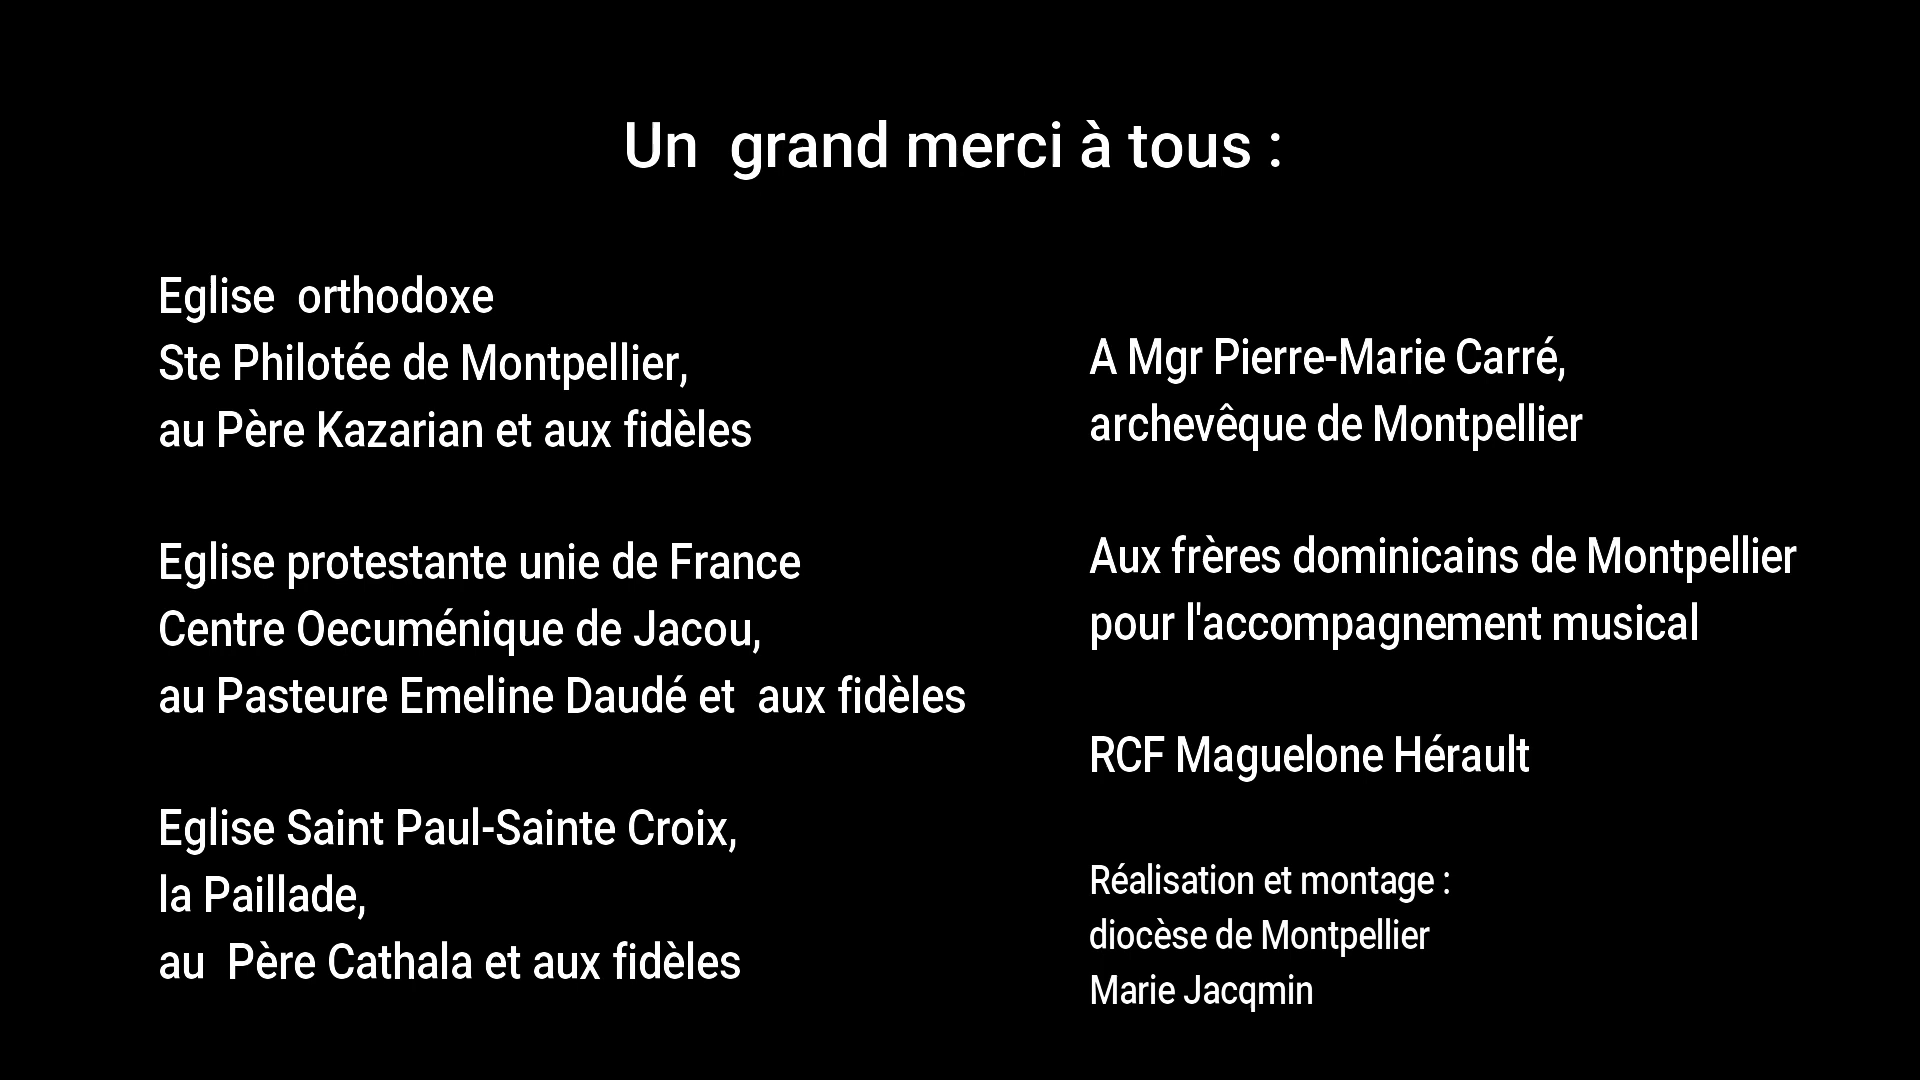 Un  grand merci à tous :
Eglise  orthodoxe
Ste Philotée de Montpellier,
au Père Kazarian et aux fidèles
Eglise protestante unie de France
Centre Oecuménique de Jacou,
au Pasteure Emeline Daudé et  aux fidèles
Eglise Saint Paul-Sainte Croix,
la Paillade,
au  Père Cathala et aux fidèles
A Mgr Pierre-Marie Carré,
archevêque de Montpellier
Aux frères dominicains de Montpellier
pour l'accompagnement musical
RCF Maguelone Hérault
Réalisation et montage :
diocèse de Montpellier
Marie Jacqmin